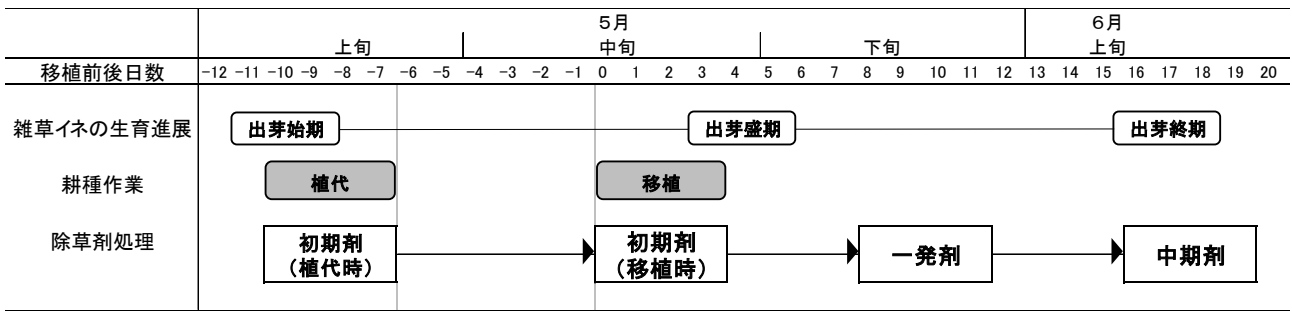 ５月 ６月
上旬 中旬 下旬 上旬
移植前後日数 -12 -11 -10 -9 -8 -7 -6 -5 -4 -3 -2 -1 0 1 2 3 4 5 6 7 8 9 10 11 12 13 14 15 16 17 18 19 20
雑草イネの生育進展 出芽始期 出芽盛期 出芽終期
耕種作業 植代 移植
除草剤処理 初期剤 初期剤 一発剤 中期剤
（植代時） （移植時）